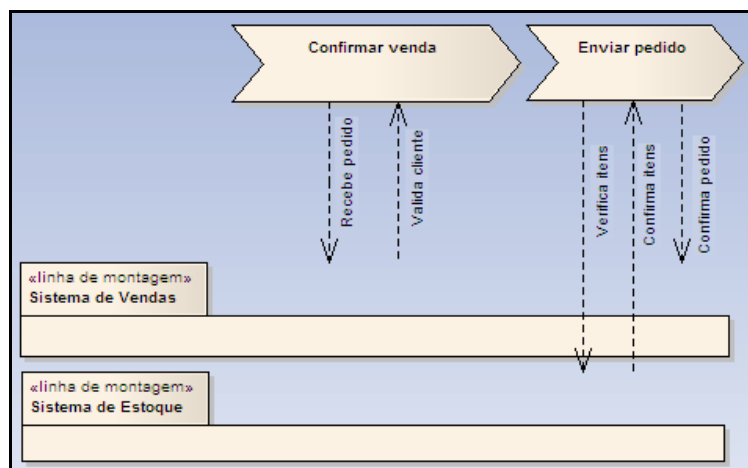 Confirmar venda
Enviar pedido
Recebe pedido
Valida cliente
Verifica itens
Confirma itens
Confirma pedido
«linha de montagem»
Sistema de Vendas
«linha de montagem»
Sistema de Estoque